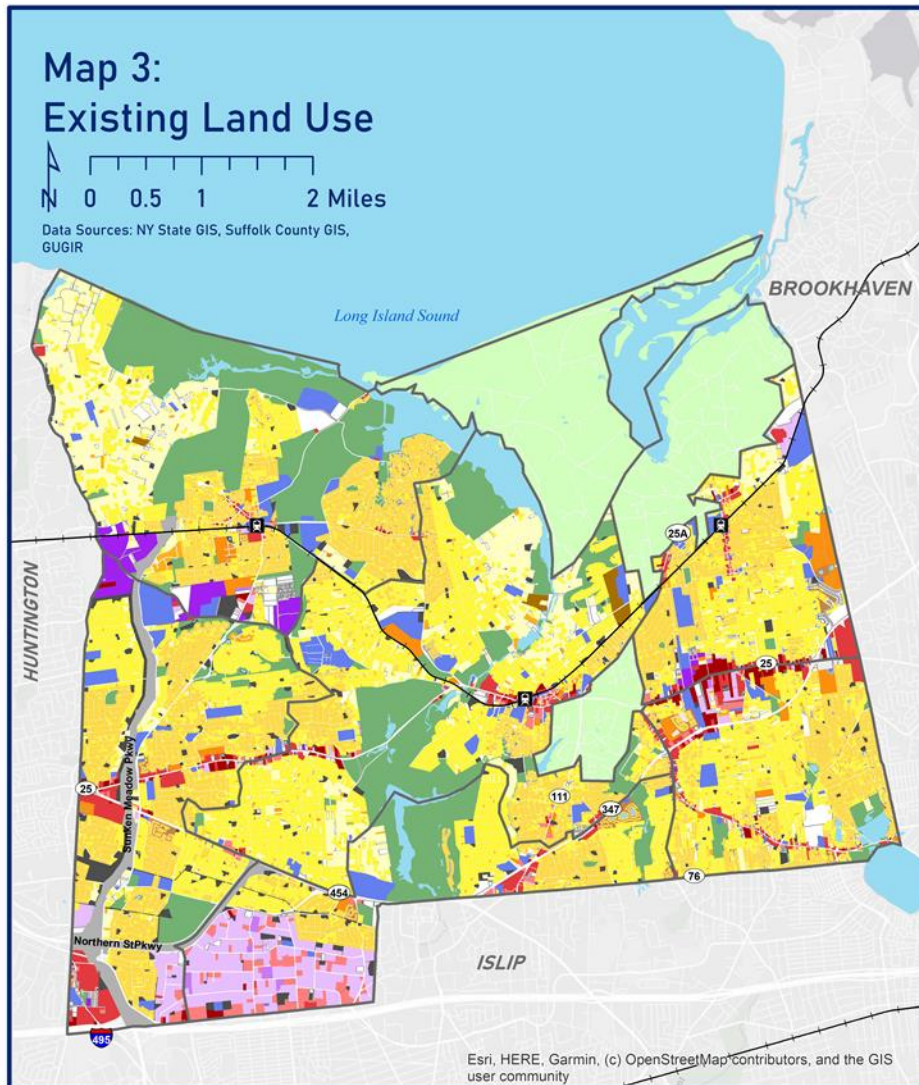 Map 3:
Existing Land Use
N 0 0.5 1 2 Miles
Data Sources: NY State GIS, Suffolk County GIS,
GUGIR
Long Island Sound
BROOKHAVEN
25A
HUNTINGTON
25
Sunken Meadow Pkwy
25
111
347
454
76
Northern StPkwy
ISLIP
495
Esri, HERE, Garmin, (c) OpenStreetMap contributors, and the GIS
user community